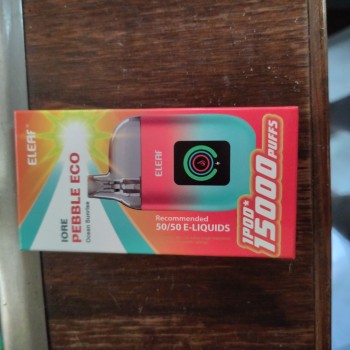 ELEAF
IORE
PEBBLE ECO
Ocean Sunrise
ELEAF
Recommended
50/50 E-LIQUIDS
1POD*
15000 PUFFS